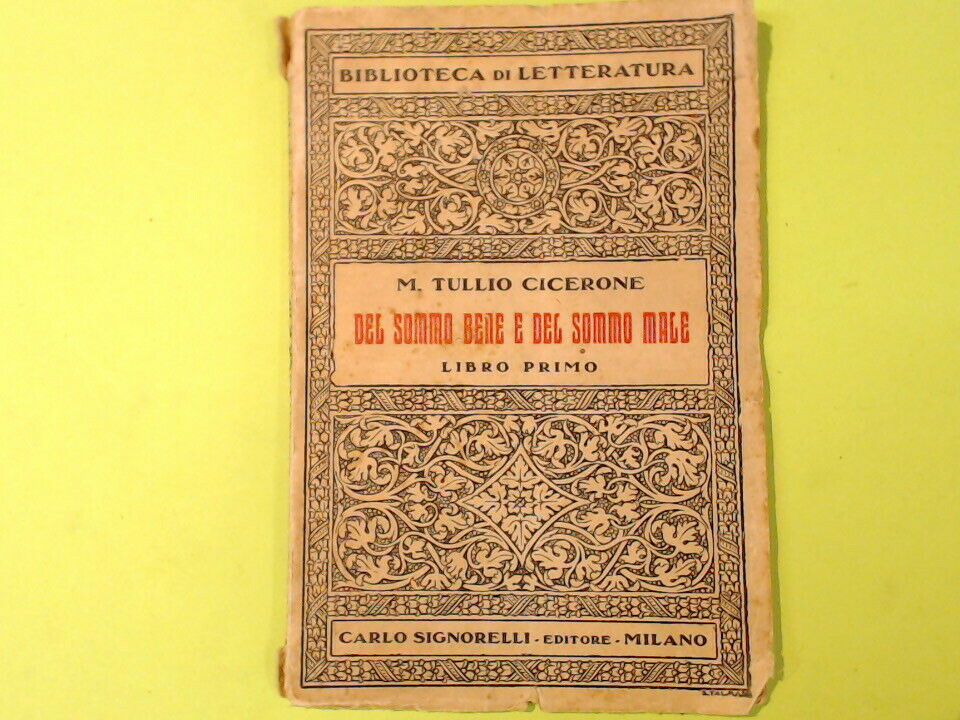 BIBLIOTECA DI LETTERATURA
M. TULLIO CICERONE
DEL SOMMO BENE E DEL SOMMO MALE
LIBRO PRIMO
CARLO SIGNORELLI - EDITORE - MILANO